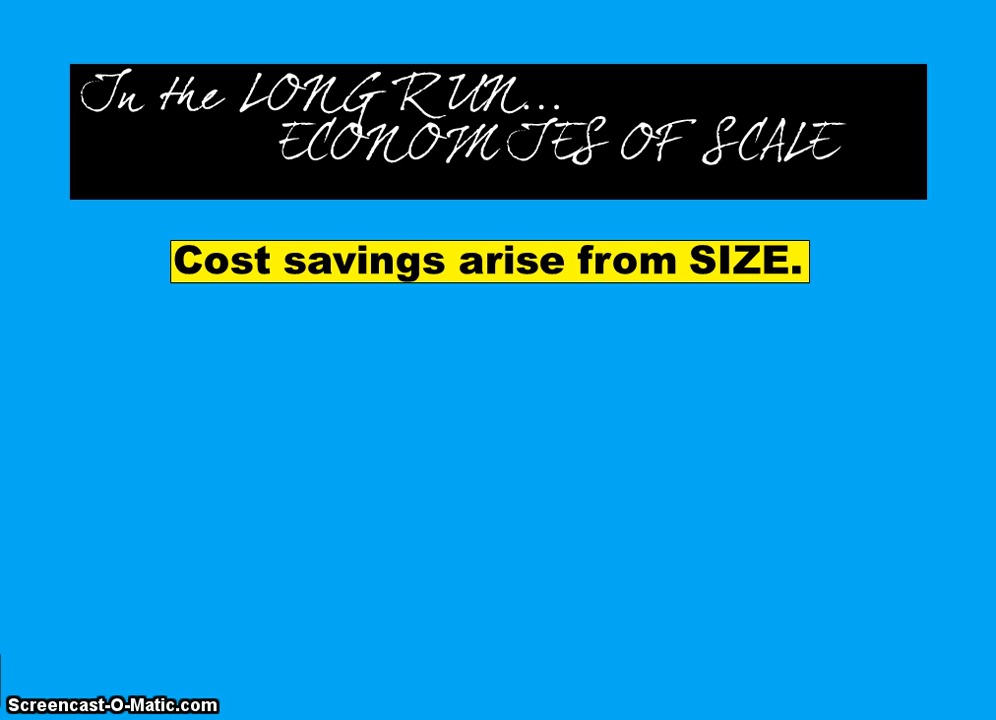 In the LONG RUN...
ECONOMIES OF SCALE
Cost savings arise from SIZE.
Screencast-O-Matic.com